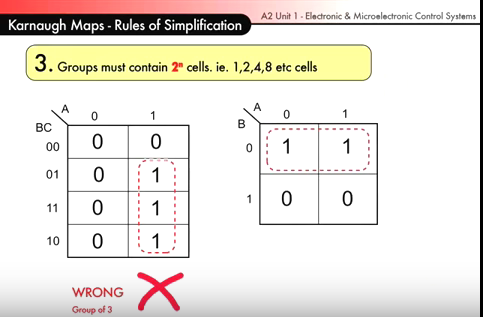 A2 Unit 1 - Electronic & Microelectronic Control Systems
Karnaugh Maps - Rules of Simplification
3. Groups must contain 2ⁿ cells. ie. 1,2,4,8 etc cells
A 0 1
BC
00 0 0
01 0 1
11 0 1
10 0 1
A 0 1
B
0 1 1
1 0 0
WRONG
Group of 3